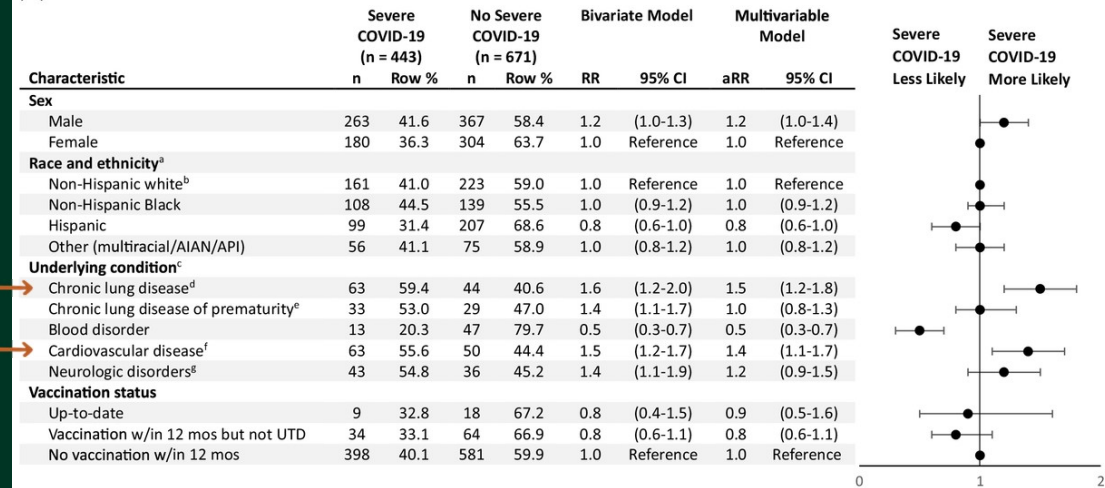 Severe COVID-19 (n = 443) No Severe COVID-19 (n = 671) Bivariate Model Multivariable Model Severe COVID-19 Less Likely Severe COVID-19 More Likely
Characteristic n Row % n Row % RR 95% CI aRR 95% CI
Sex
Male 263 41.6 367 58.4 1.2 (1.0-1.3) 1.2 (1.0-1.4)
Female 180 36.3 304 63.7 1.0 Reference 1.0 Reference
Race and ethnicityᵃ
Non-Hispanic whiteᵇ 161 41.0 223 59.0 1.0 Reference 1.0 Reference
Non-Hispanic Black 108 44.5 139 55.5 1.0 (0.9-1.2) 1.0 (0.9-1.2)
Hispanic 99 31.4 207 68.6 0.8 (0.6-1.0) 0.8 (0.6-1.0)
Other (multiracial/AIAN/API) 56 41.1 75 58.9 1.0 (0.8-1.2) 1.0 (0.8-1.2)
Underlying conditionᶜ
Chronic lung diseaseᵈ 63 59.4 44 40.6 1.6 (1.2-2.0) 1.5 (1.2-1.8)
Chronic lung disease of prematurityᵉ 33 53.0 29 47.0 1.4 (1.1-1.7) 1.0 (0.8-1.3)
Blood disorder 13 20.3 47 79.7 0.5 (0.3-0.7) 0.5 (0.3-0.7)
Cardiovascular diseaseᶠ 63 55.6 50 44.4 1.5 (1.2-1.7) 1.4 (1.1-1.7)
Neurologic disordersᵍ 43 54.8 36 45.2 1.4 (1.1-1.9) 1.2 (0.9-1.5)
Vaccination status
Up-to-date 9 32.8 18 67.2 0.8 (0.4-1.5) 0.9 (0.5-1.6)
Vaccination w/in 12 mos but not UTD 34 33.1 64 66.9 0.8 (0.6-1.1) 0.8 (0.6-1.1)
No vaccination w/in 12 mos 398 40.1 581 59.9 1.0 Reference 1.0 Reference
0 1 2